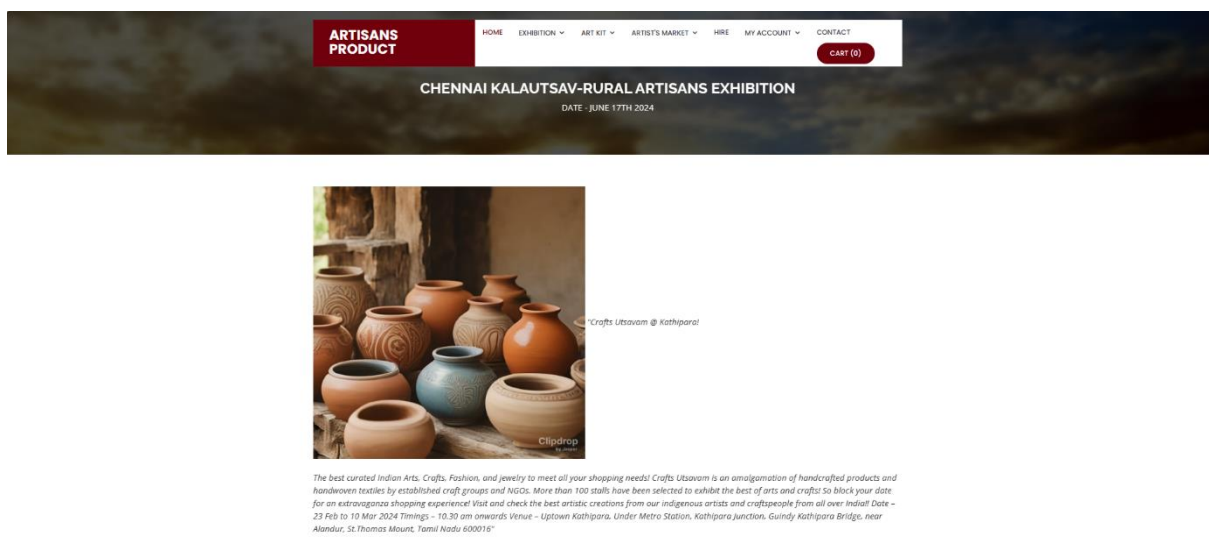 ARTISANS
PRODUCT
HOME EXHIBITION ART KIT ARTIST'S MARKET HIRE MY ACCOUNT CONTACT
CART (0)
CHENNAI KALAUTSAV-RURAL ARTISANS EXHIBITION
DATE - JUNE 17TH 2024
"Crafts Utsavam @ Kathipara!
Clipdrop
by Jasper
The best curated Indian Arts, Crafts, Fashion, and jewelry to meet all your shopping needs! Crafts Utsavam is an amalgamation of handcrafted products and
handwoven textiles by established craft groups and NGOs. More than 100 stalls have been selected to exhibit the best of arts and crafts! So block your date
for an extravaganza shopping experience! Visit and check the best artistic creations from our indigenous artists and craftspeople from all over India!! Date –
23 Feb to 10 Mar 2024 Timings – 10.30 am onwards Venue – Uptown Kathipara, Under Metro Station, Kathipara Junction, Guindy Kathipara Bridge, near
Alandur, St.Thomas Mount, Tamil Nadu 600016"